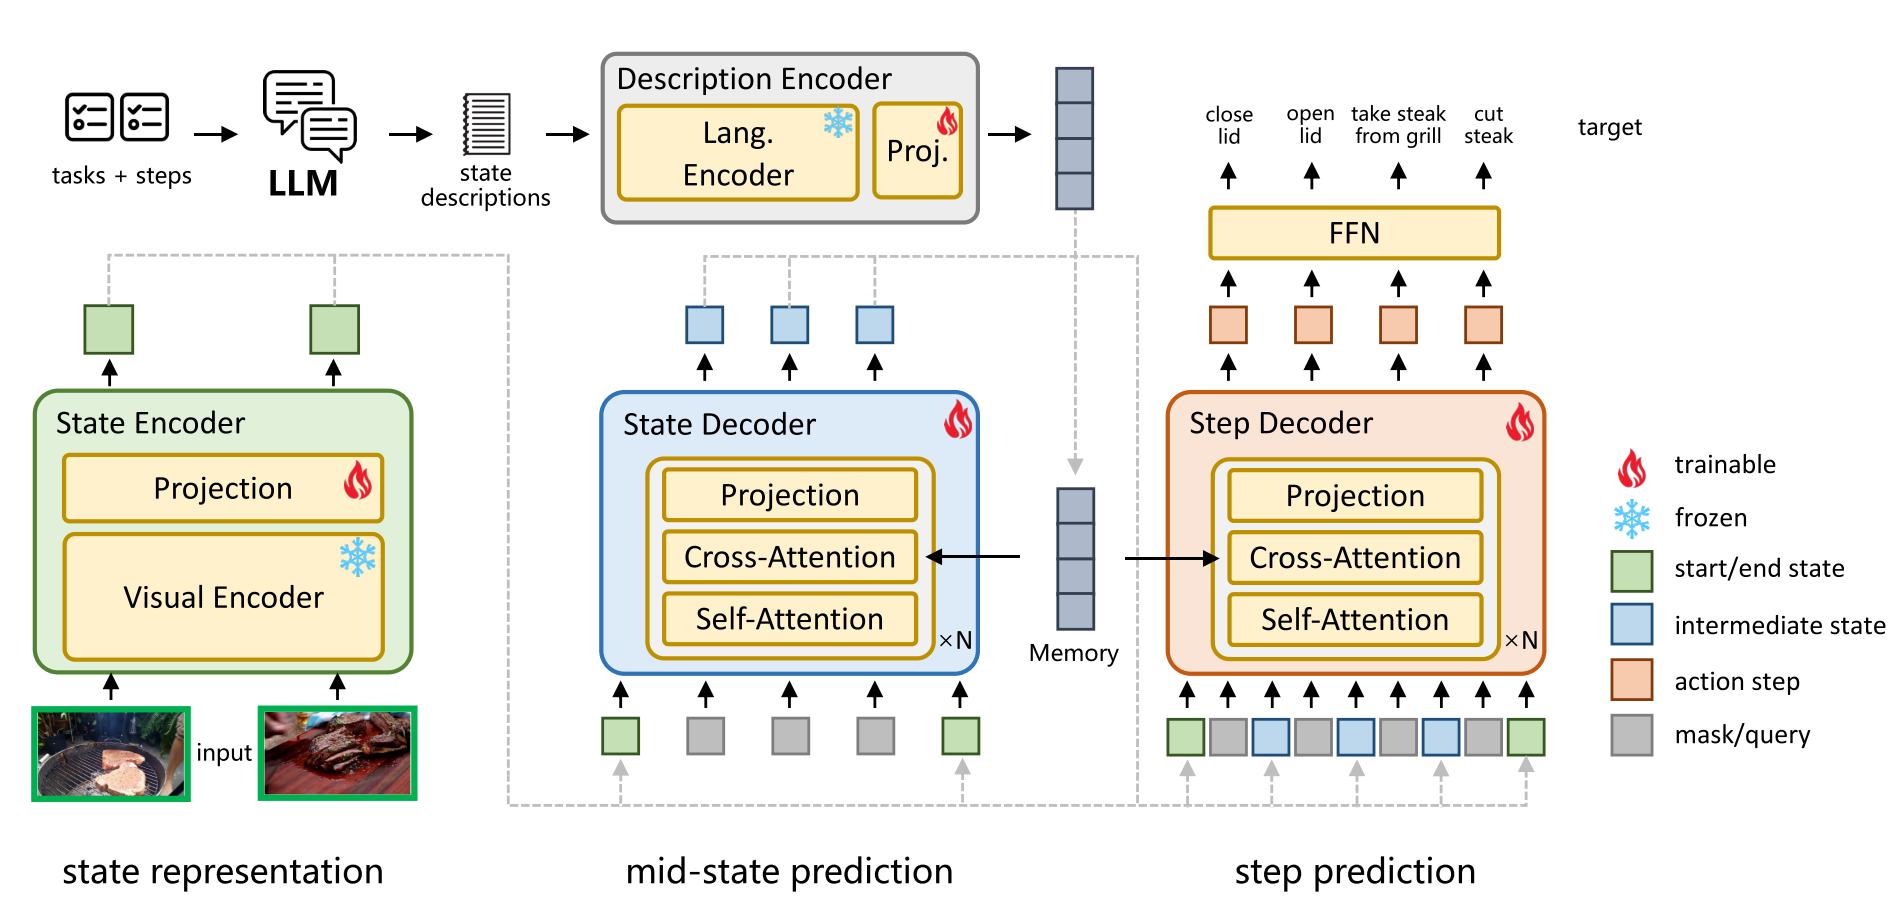 tasks + steps
LLM
state
descriptions
Description Encoder
Lang.
Encoder
Proj.
close
lid
open
lid
take steak
from grill
cut
steak
target
FFN
State Encoder
Projection
Visual Encoder
input
State Decoder
Projection
Cross-Attention
Self-Attention
×N
Memory
Step Decoder
Projection
Cross-Attention
Self-Attention
×N
trainable
frozen
start/end state
intermediate state
action step
mask/query
state representation
mid-state prediction
step prediction